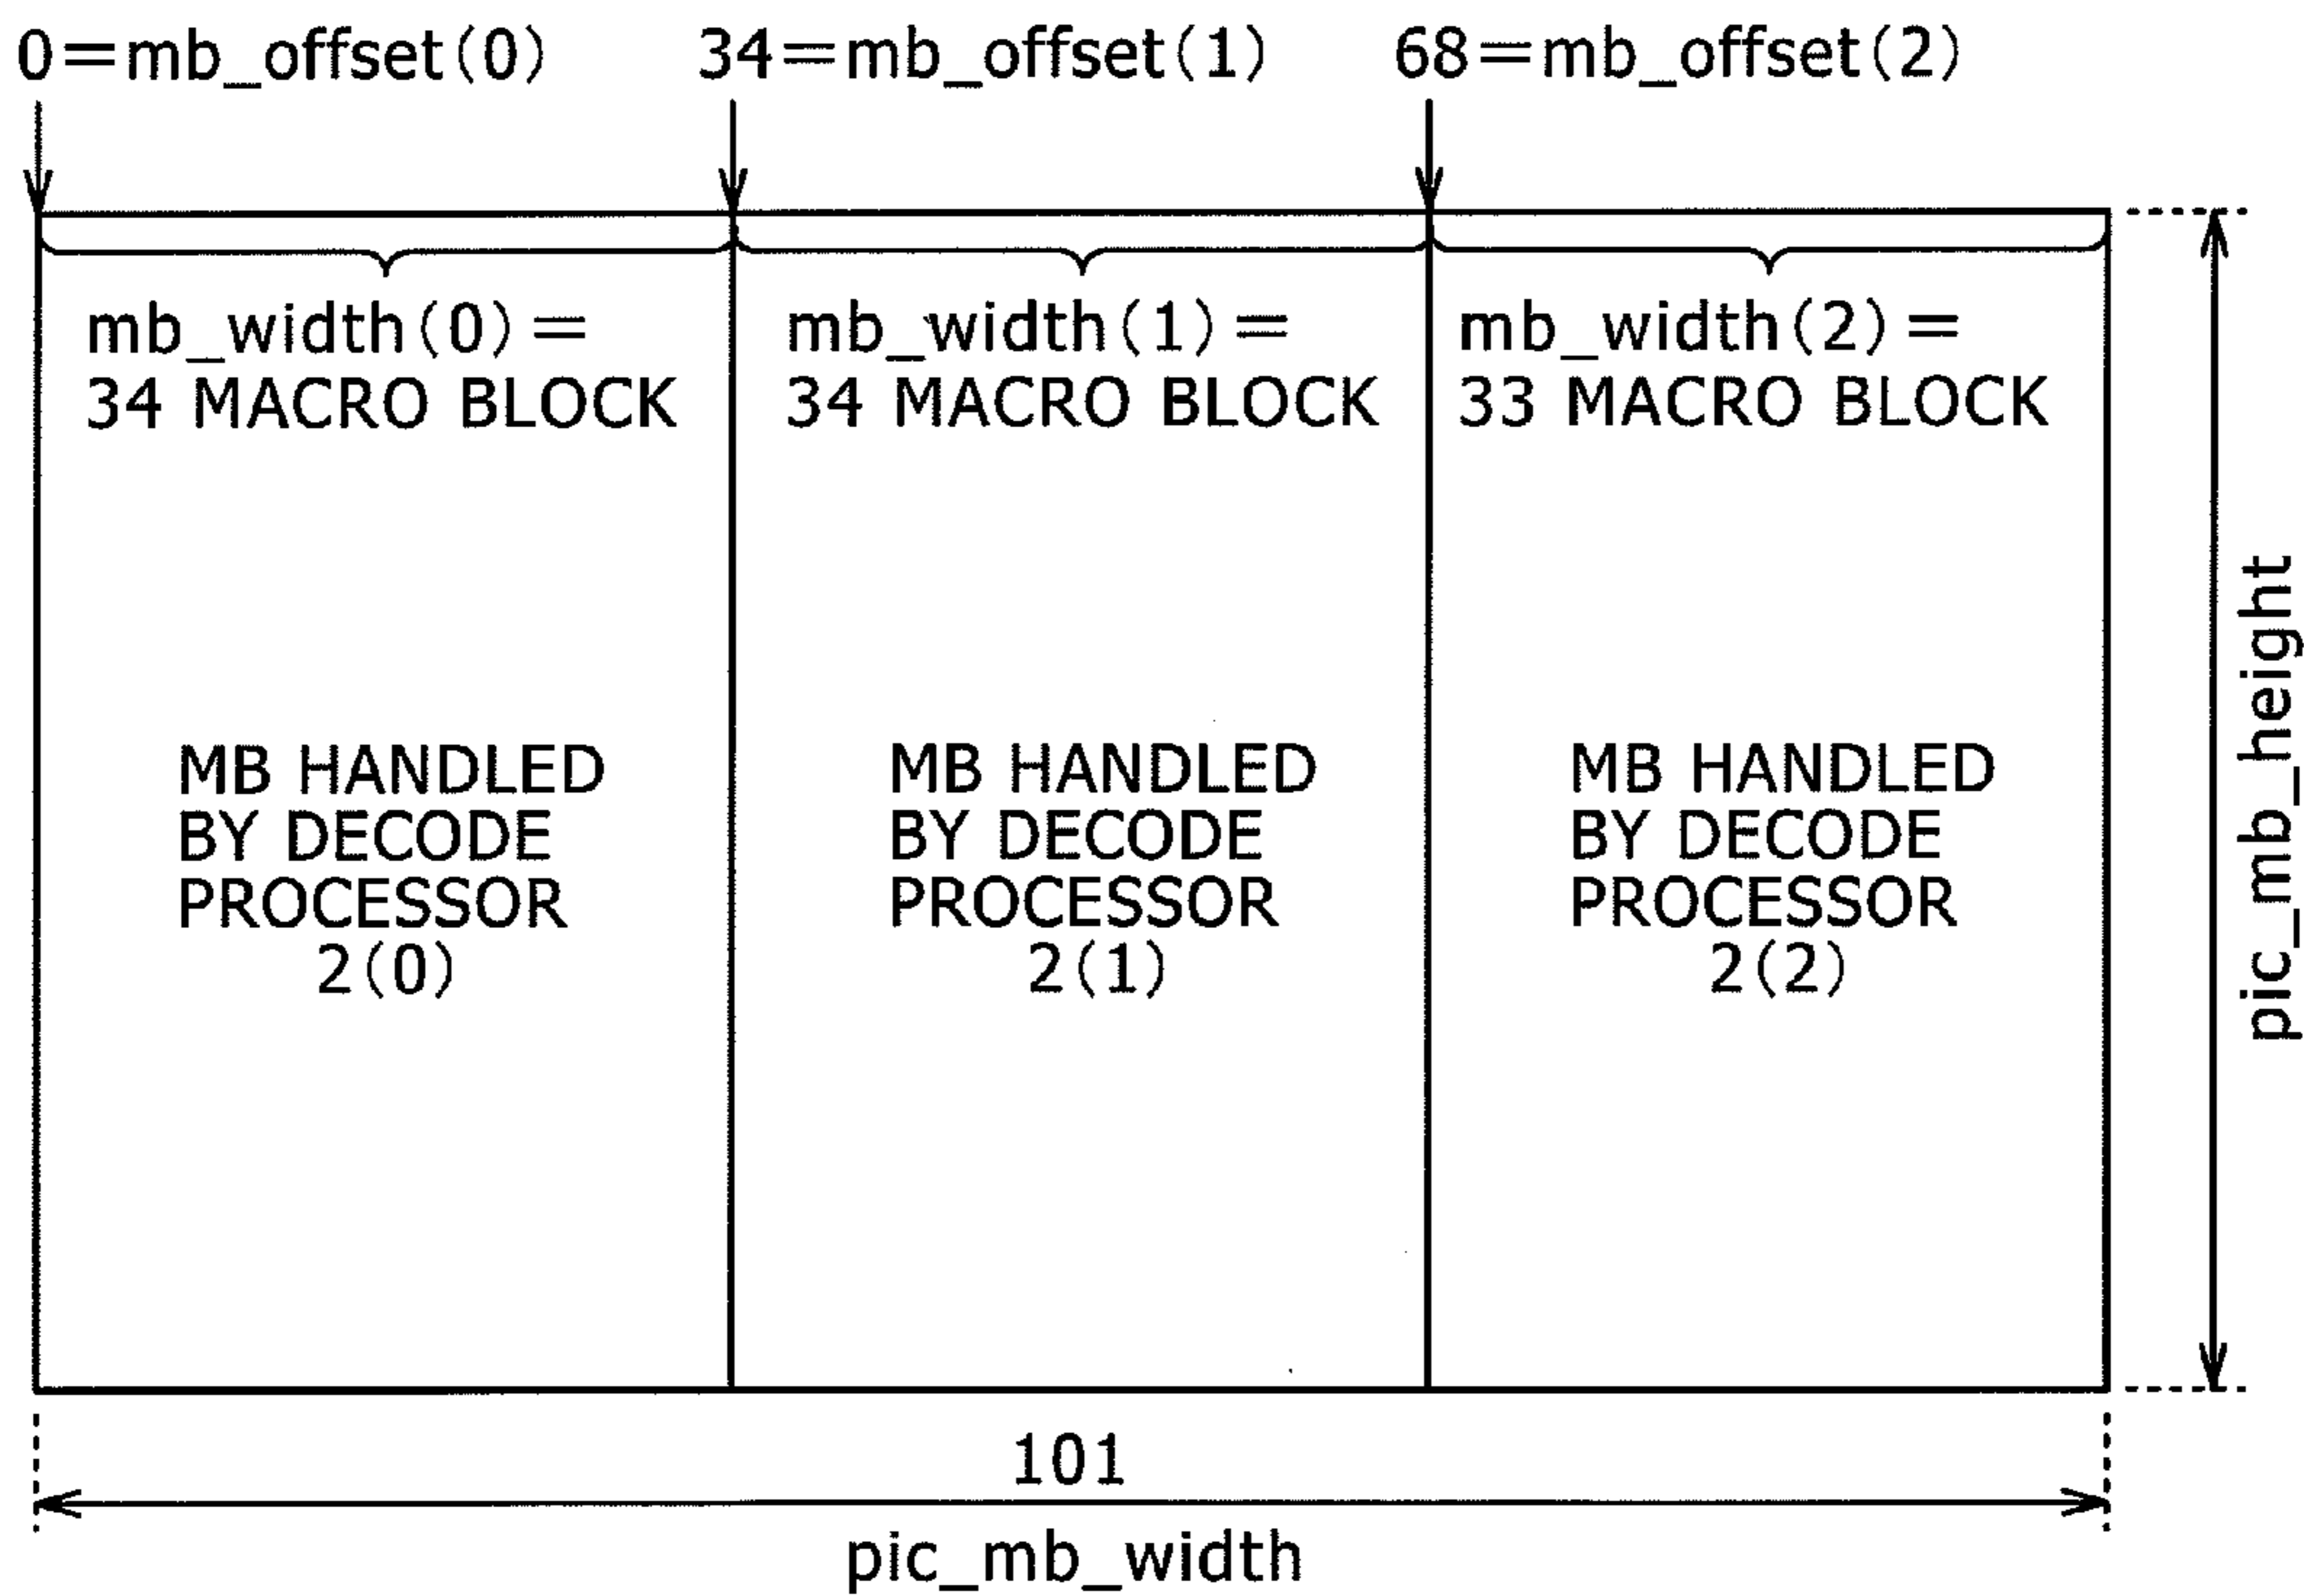 0=mb_offset(0)
34=mb_offset(1)
68=mb_offset(2)
mb_width(0)=
34 MACRO BLOCK
mb_width(1)=
34 MACRO BLOCK
mb_width(2)=
33 MACRO BLOCK
MB HANDLED
BY DECODE
PROCESSOR
2(0)
MB HANDLED
BY DECODE
PROCESSOR
2(1)
MB HANDLED
BY DECODE
PROCESSOR
2(2)
pic_mb_height
101
pic_mb_width